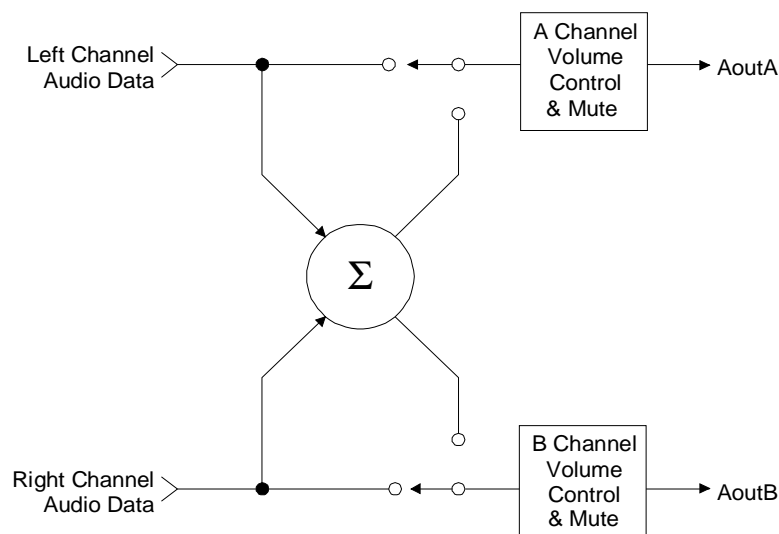 Left Channel
Audio Data
A Channel
Volume
Control
& Mute
AoutA
Σ
Right Channel
Audio Data
B Channel
Volume
Control
& Mute
AoutB